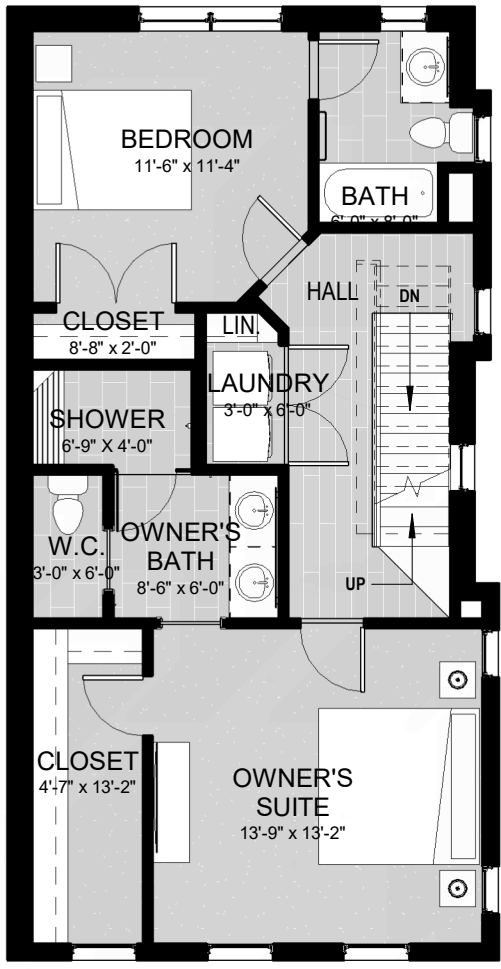 BEDROOM
11'-6" x 11'-4"
BATH
6'-0" x 8'-0"
HALL
DN
CLOSET
8'-8" x 2'-0"
LIN.
LAUNDRY
3'-0" x 6'-0"
SHOWER
6'-9" X 4'-0"
W.C.
3'-0" x 6'-0"
OWNER'S
BATH
8'-6" x 6'-0"
UP
CLOSET
4'-7" x 13'-2"
OWNER'S
SUITE
13'-9" x 13'-2"